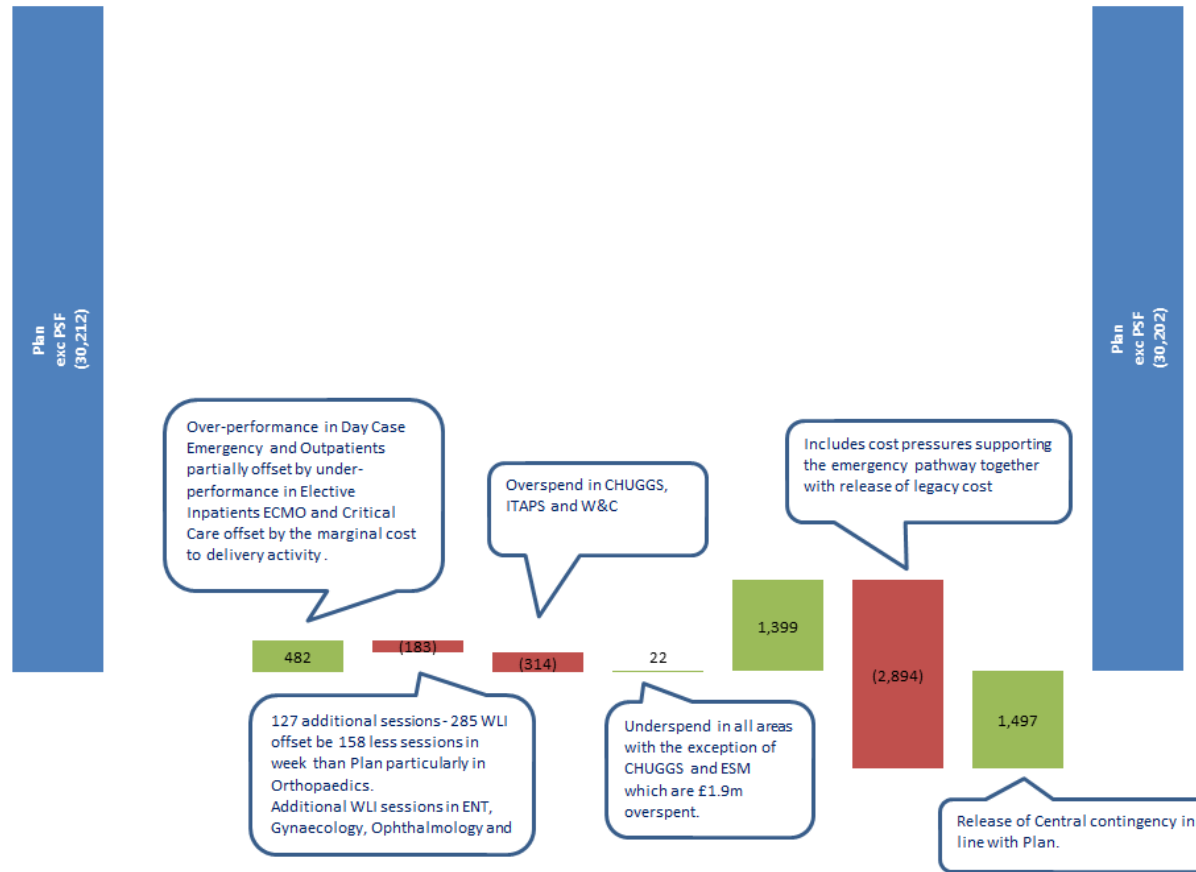 Plan
exc PSF
(30,212)
Plan
exc PSF
(30,202)
Over-performance in Day Case
Emergency and Outpatients
partially offset by under-
performance in Elective
Inpatients ECMO and Critical
Care offset by the marginal cost
to delivery activity .
Overspend in CHUGGS,
ITAPS and W&C
Includes cost pressures supporting
the emergency pathway together
with release of legacy cost
482
(183)
(314)
22
1,399
(2,894)
1,497
127 additional sessions - 285 WLI
offset be 158 less sessions in
week than Plan particularly in
Orthopaedics.
Additional WLI sessions in ENT,
Gynaecology, Ophthalmology and
Underspend in all areas
with the exception of
CHUGGS and ESM
which are £1.9m
overspent.
Release of Central contingency in
line with Plan.